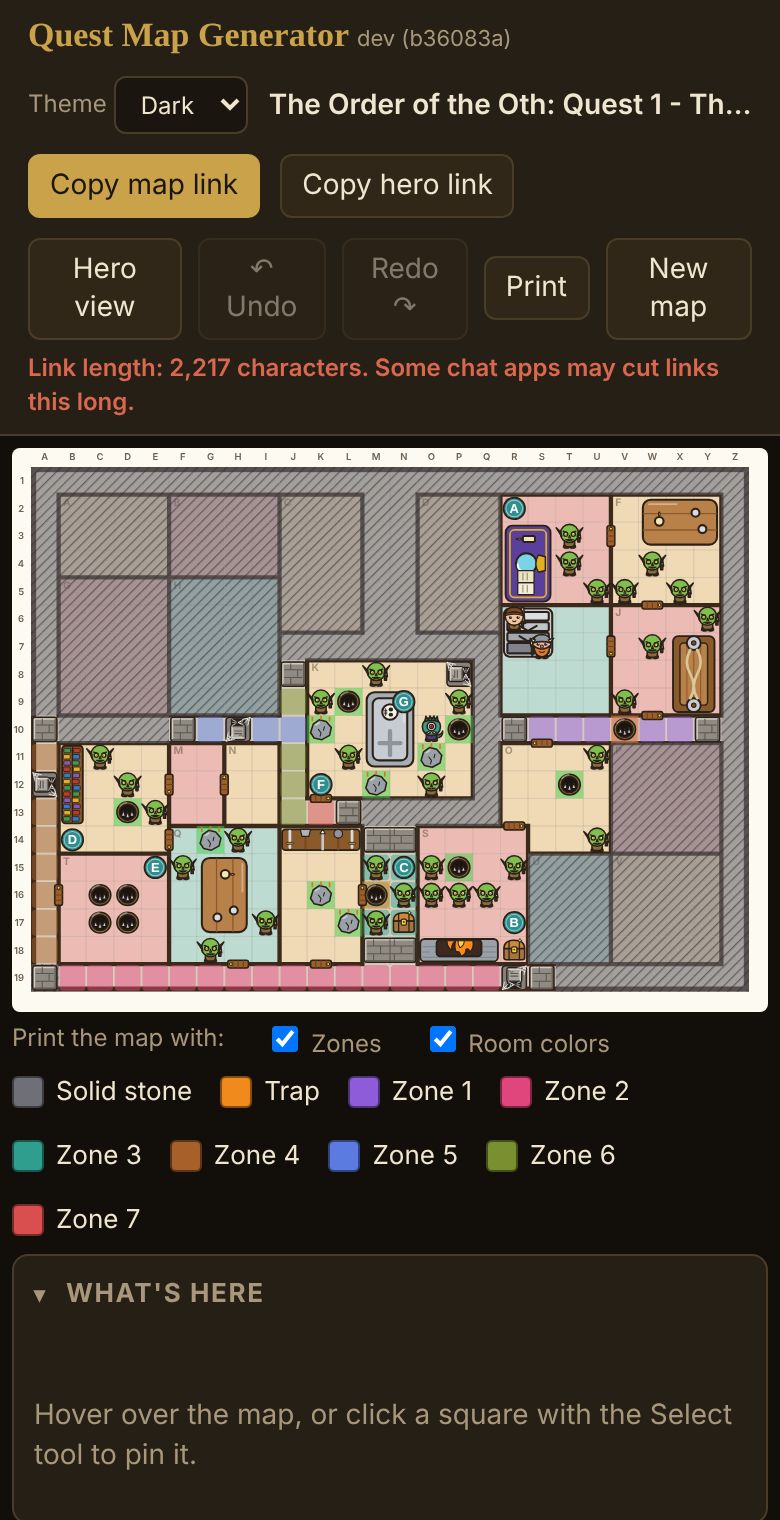 Quest Map Generator dev (b36083a)
Theme Dark The Order of the Oth: Quest 1 - Th...
Copy map link Copy hero link
Hero view ↶ Undo Redo ↷ Print New map
Link length: 2,217 characters. Some chat apps may cut links
this long.
A B C D E F G H I J K L M N O P Q R S T U V W X Y Z
1
2 A F
3
4
5
6 J
7
8 K
9 G
10
11 M N O
12 F
13
14 D Q S
15 T E C
16
17 B
18
19
Print the map with: Zones Room colors
Solid stone Trap Zone 1 Zone 2
Zone 3 Zone 4 Zone 5 Zone 6
Zone 7
▼ WHAT'S HERE
Hover over the map, or click a square with the Select
tool to pin it.